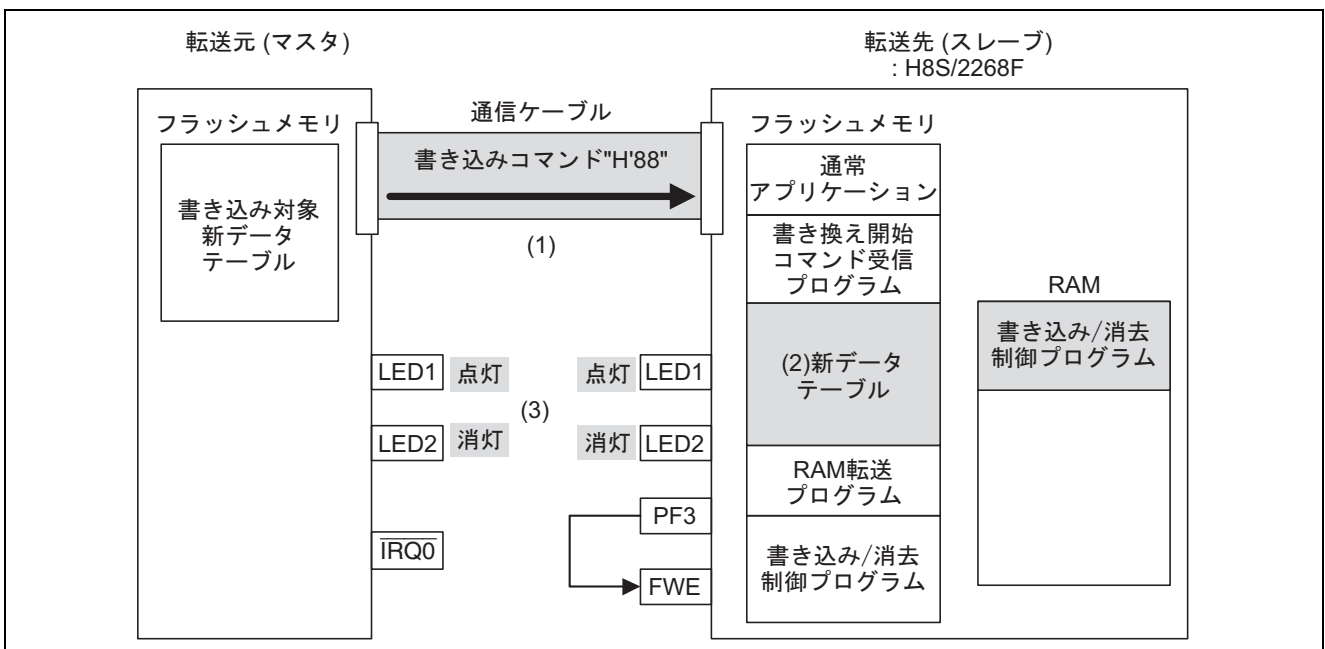 転送元 (マスタ)
転送先 (スレーブ)
: H8S/2268F
フラッシュメモリ
書き込み対象
新データ
テーブル
通信ケーブル
書き込みコマンド"H'88"
(1)
フラッシュメモリ
通常
アプリケーション
書き換え開始
コマンド受信
プログラム
(2)新データ
テーブル
RAM転送
プログラム
書き込み/消去
制御プログラム
RAM
書き込み/消去
制御プログラム
LED1 点灯
点灯 LED1
(3)
LED2 消灯
消灯 LED2
PF3
IRQ0
FWE